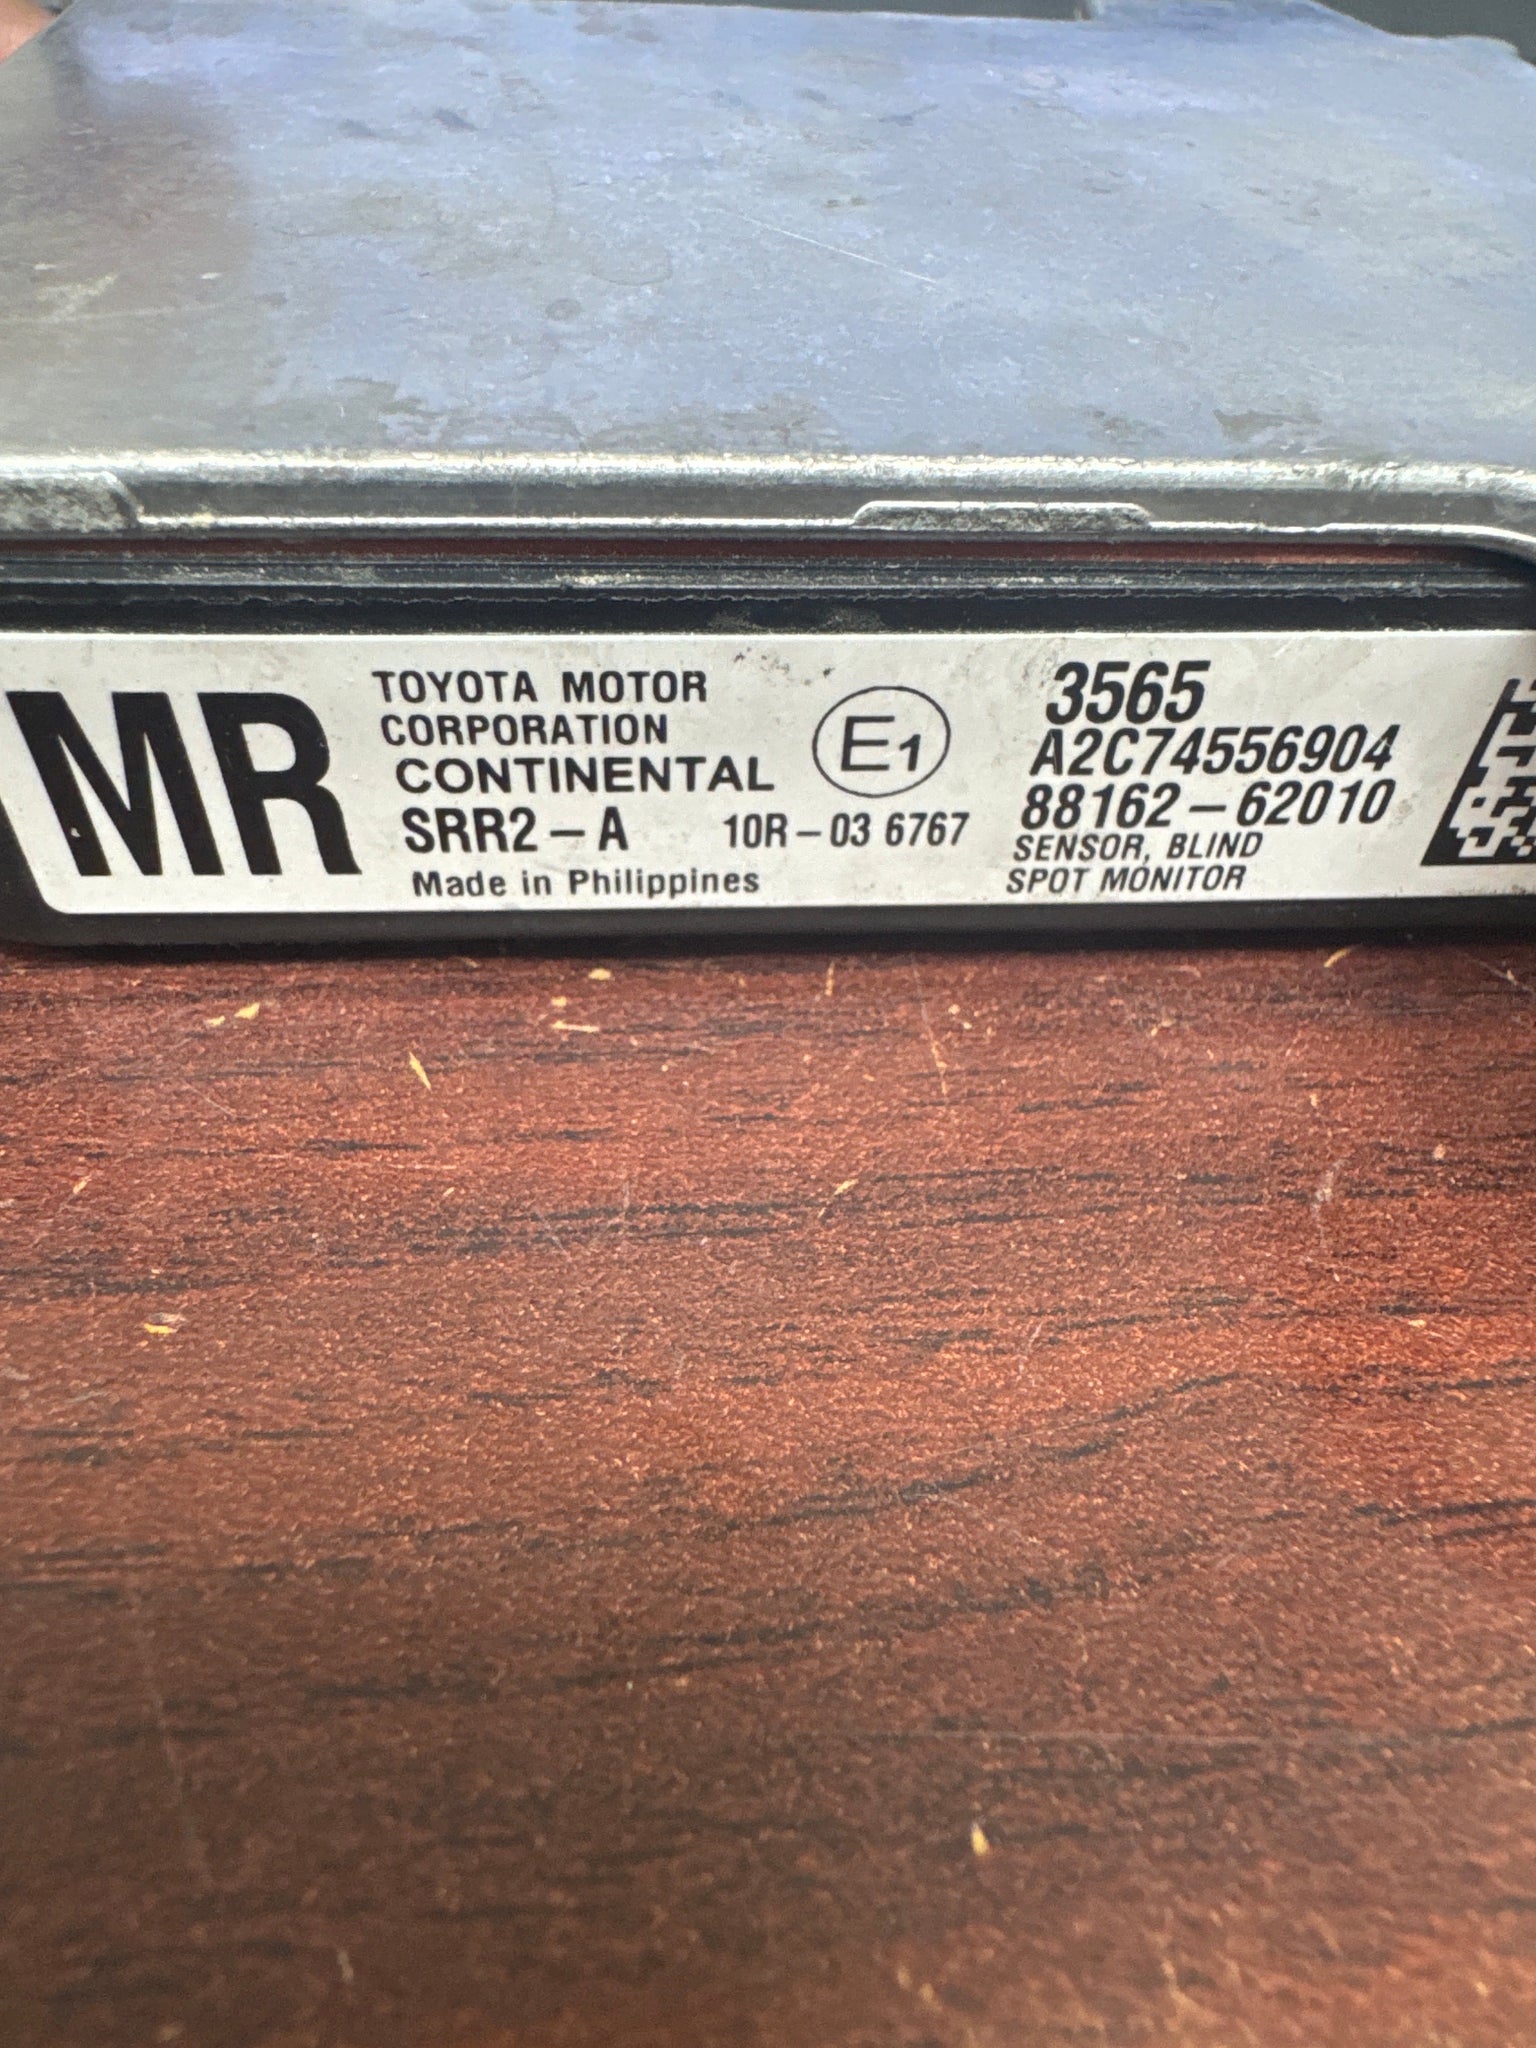 MR
TOYOTA MOTOR
CORPORATION
CONTINENTAL
SRR2-A 10R-03 6767
Made in Philippines
E1
3565
A2C74556904
88162-62010
SENSOR, BLIND
SPOT MONITOR